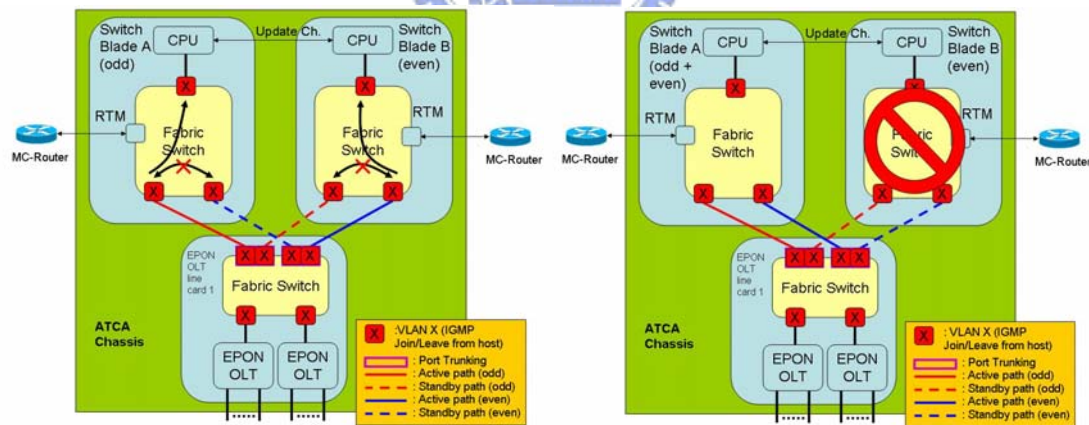 Switch
Blade A
(odd)
CPU
Update Ch.
CPU
Switch
Blade B
(even)
X
X
RTM
RTM
Fabric
Switch
Fabric
Switch
MC-Router
MC-Router
X
X
X
X
EPON
OLT
line
card 1
X X
X X
Fabric Switch
X
X
ATCA
Chassis
EPON
OLT
EPON
OLT
X
:VLAN X (IGMP
Join/Leave from host)
: Port Trunking
: Active path (odd)
: Standby path (odd)
: Active path (even)
: Standby path (even)
Switch
Blade A
(odd +
even)
CPU
Update Ch.
CPU
Switch
Blade B
(even)
X
X
RTM
RTM
Fabric
Switch
Fabric
Switch
MC-Router
MC-Router
X
X
X
X
EPON
OLT
line
card 1
X X
X X
Fabric Switch
X
X
ATCA
Chassis
EPON
OLT
EPON
OLT
X
:VLAN X (IGMP
Join/Leave from host)
: Port Trunking
: Active path (odd)
: Standby path (odd)
: Active path (even)
: Standby path (even)